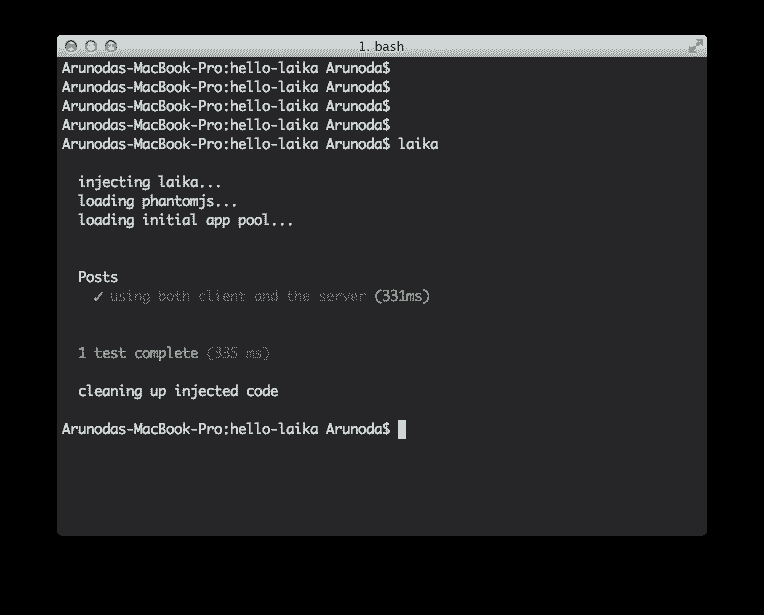 1. bash
Arunodas-MacBook-Pro:hello-laika Arunoda$
Arunodas-MacBook-Pro:hello-laika Arunoda$
Arunodas-MacBook-Pro:hello-laika Arunoda$
Arunodas-MacBook-Pro:hello-laika Arunoda$
Arunodas-MacBook-Pro:hello-laika Arunoda$ laika
injecting laika...
loading phantomjs...
loading initial app pool...
Posts
✓ using both client and the server (331ms)
1 test complete (335 ms)
cleaning up injected code
Arunodas-MacBook-Pro:hello-laika Arunoda$